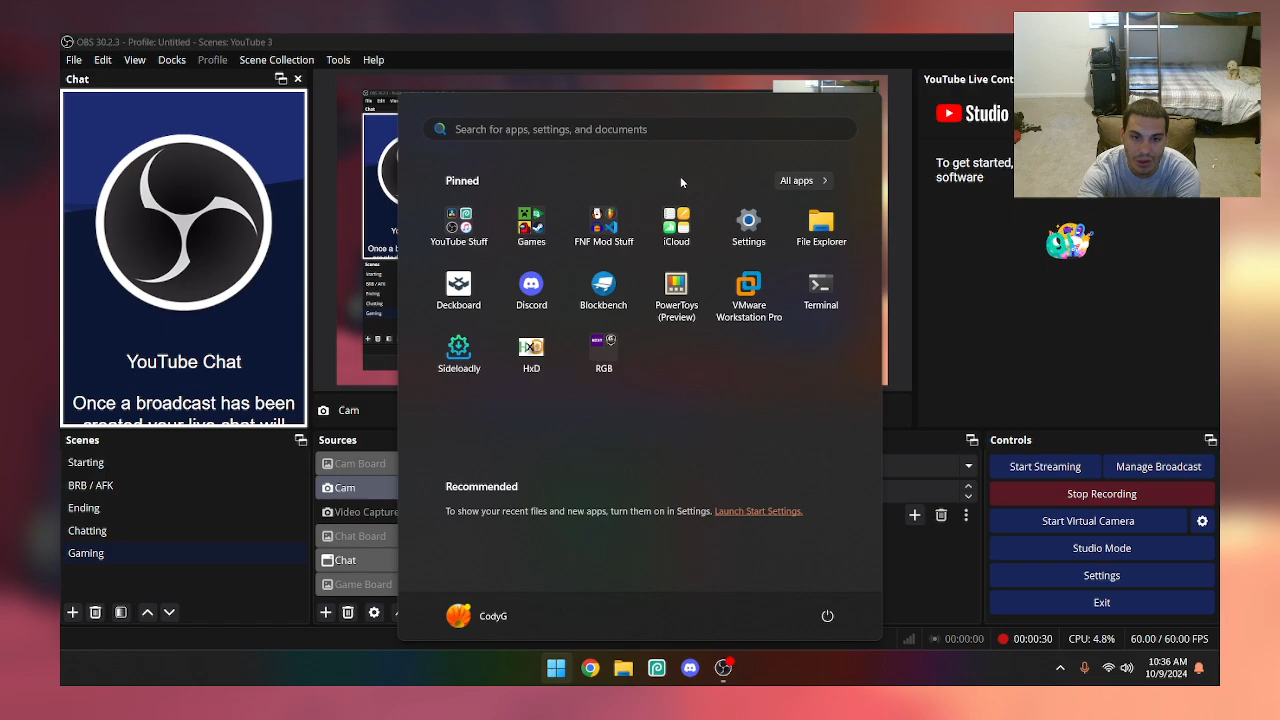 OBS 30.2.3 - Profile: Untitled - Scenes: YouTube 3
File Edit View Docks Profile Scene Collection Tools Help
Chat
YouTube Chat
Once a broadcast has been
created your live chat will
Search for apps, settings, and documents
Pinned
All apps
YouTube Stuff
Games
FNF Mod Stuff
iCloud
Settings
File Explorer
Deckboard
Discord
Blockbench
PowerToys
(Preview)
VMware
Workstation Pro
Terminal
Sideloadly
HxD
RGB
Recommended
To show your recent files and new apps, turn them on in Settings. Launch Start Settings.
CodyG
YouTube Live Cont
Studio
To get started,
software
Cam
Scenes
Starting
BRB / AFK
Ending
Chatting
Gaming
Sources
Cam Board
Cam
Video Capture
Chat Board
Chat
Game Board
Controls
Start Streaming
Manage Broadcast
Stop Recording
Start Virtual Camera
Studio Mode
Settings
Exit
00:00:00
00:00:30
CPU: 4.8%
60.00 / 60.00 FPS
10:36 AM
10/9/2024